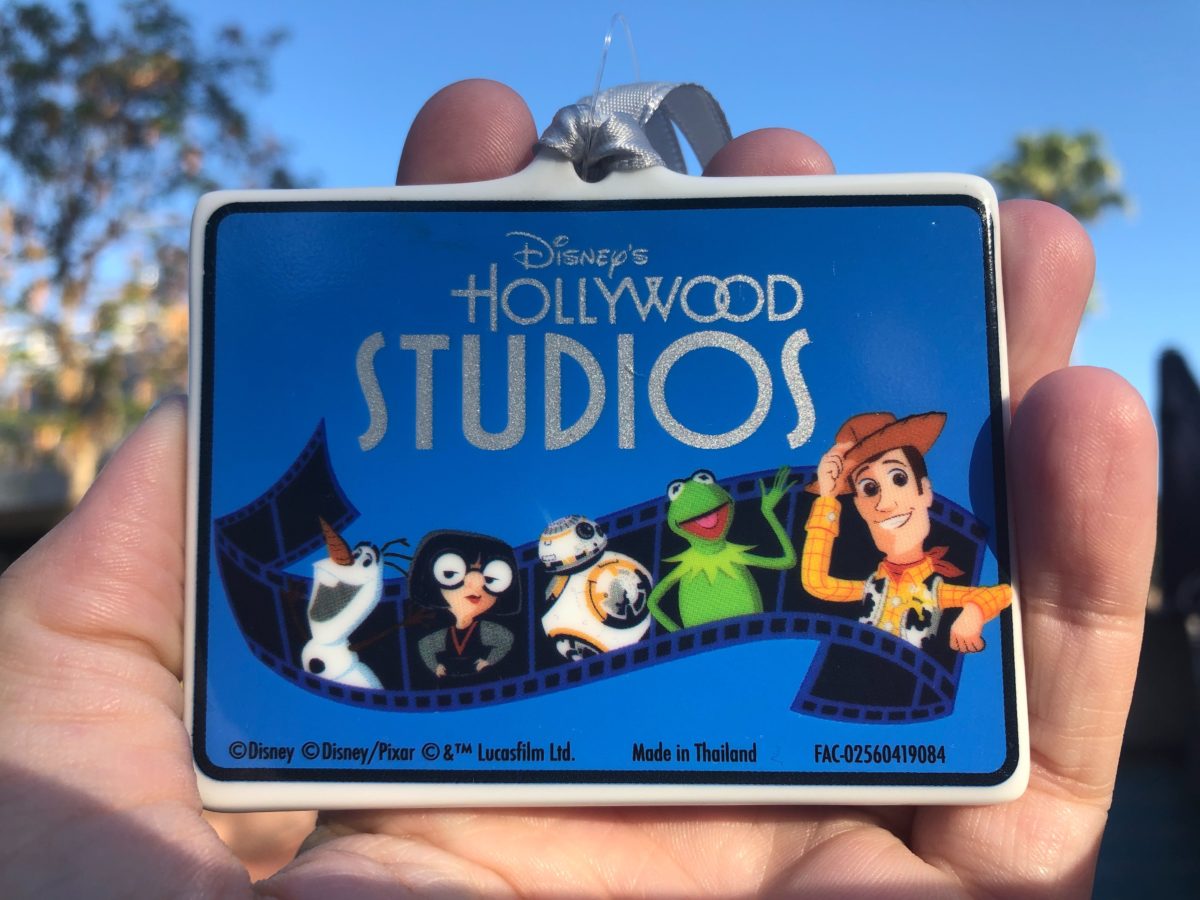 Disney's
HOLLYWOOD
STUDIOS
©Disney ©Disney/Pixar © &™ Lucasfilm Ltd. Made in Thailand FAC-02560419084